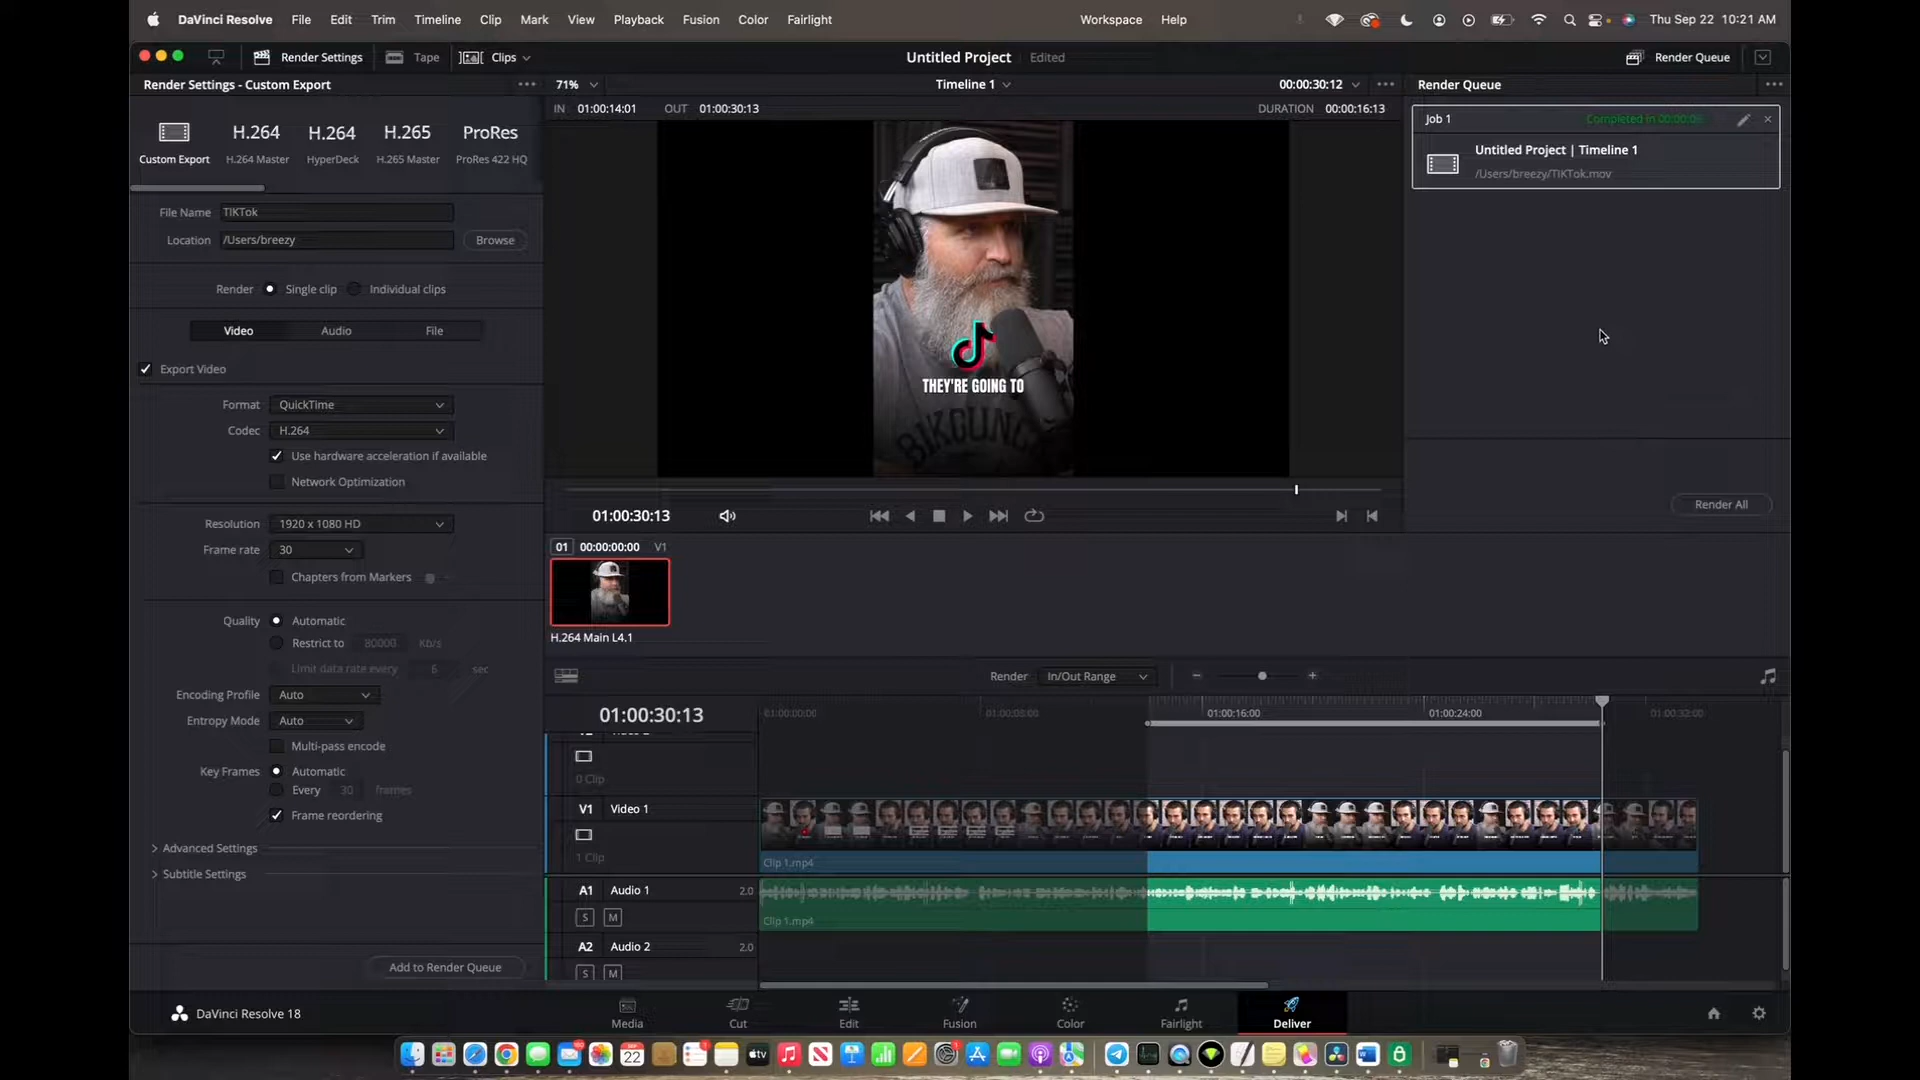 DaVinci Resolve File Edit Trim Timeline Clip Mark View Playback Fusion Color Fairlight Workspace Help Thu Sep 22 10:21 AM
Render Settings Tape Clips Untitled Project Edited Render Queue
Render Settings - Custom Export 71% Timeline 1 00:00:30:12 Render Queue
IN 01:00:14:01 OUT 01:00:30:13 DURATION 00:00:16:13
Job 1
H.264 H.264 H.265 ProRes
Custom Export H.264 Master HyperDeck H.265 Master ProRes 422 HQ
Untitled Project | Timeline 1
/Users/breezy/TIKTok.mov
File Name TIKTok
Location /Users/breezy Browse
Render Single clip Individual clips
Video Audio File
Export Video
THEY'RE GOING TO
Format QuickTime
Codec H.264
Use hardware acceleration if available
Network Optimization
Render All
01:00:30:13
Resolution 1920 x 1080 HD
Frame rate 30
01 00:00:00:00 V1
Chapters from Markers
H.264 Main L4.1
Quality Automatic
Restrict to 80000 Kb/s
Limit data rate every 6 sec
Render In/Out Range
Encoding Profile Auto
Entropy Mode Auto
01:00:30:13 01:00:00:00 01:00:08:00 01:00:16:00 01:00:24:00 01:00:32:00
Multi-pass encode
0 Clip
Key Frames Automatic
Every 30 frames
Frame reordering
V1 Video 1
1 Clip
Clip 1.mp4
Advanced Settings
Subtitle Settings
A1 Audio 1 2.0
S M
Clip 1.mp4
A2 Audio 2 2.0
S M
Add to Render Queue
DaVinci Resolve 18 Media Cut Edit Fusion Color Fairlight Deliver